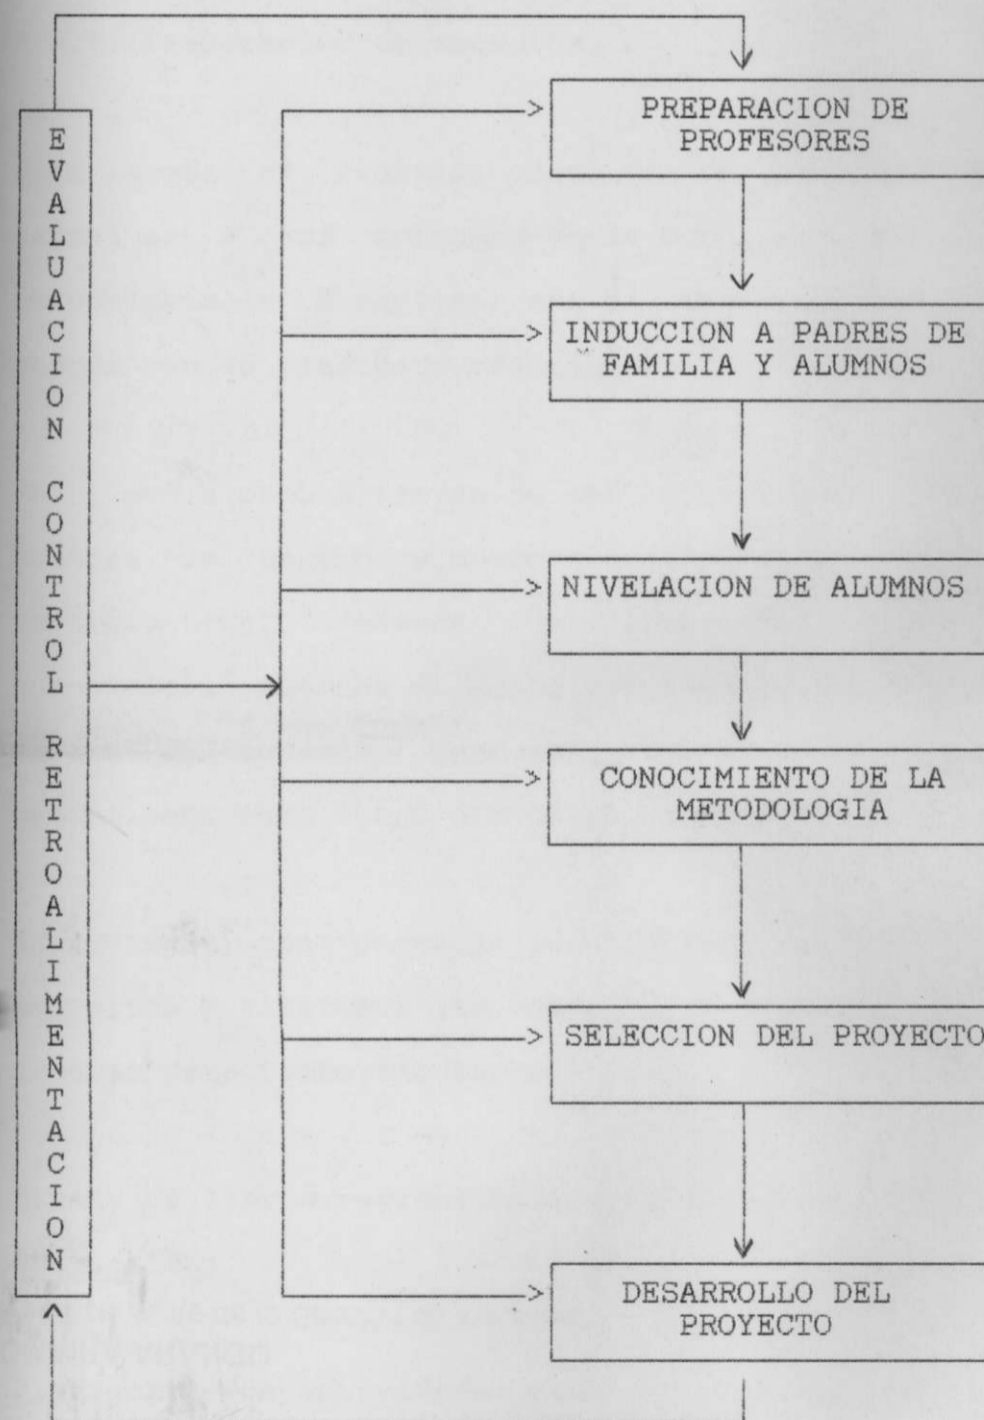 EVALUACION CONTROL RETROALIMENTACION
PREPARACION DE
PROFESORES
INDUCCION A PADRES DE
FAMILIA Y ALUMNOS
NIVELACION DE ALUMNOS
CONOCIMIENTO DE LA
METODOLOGIA
SELECCION DEL PROYECTO
DESARROLLO DEL
PROYECTO